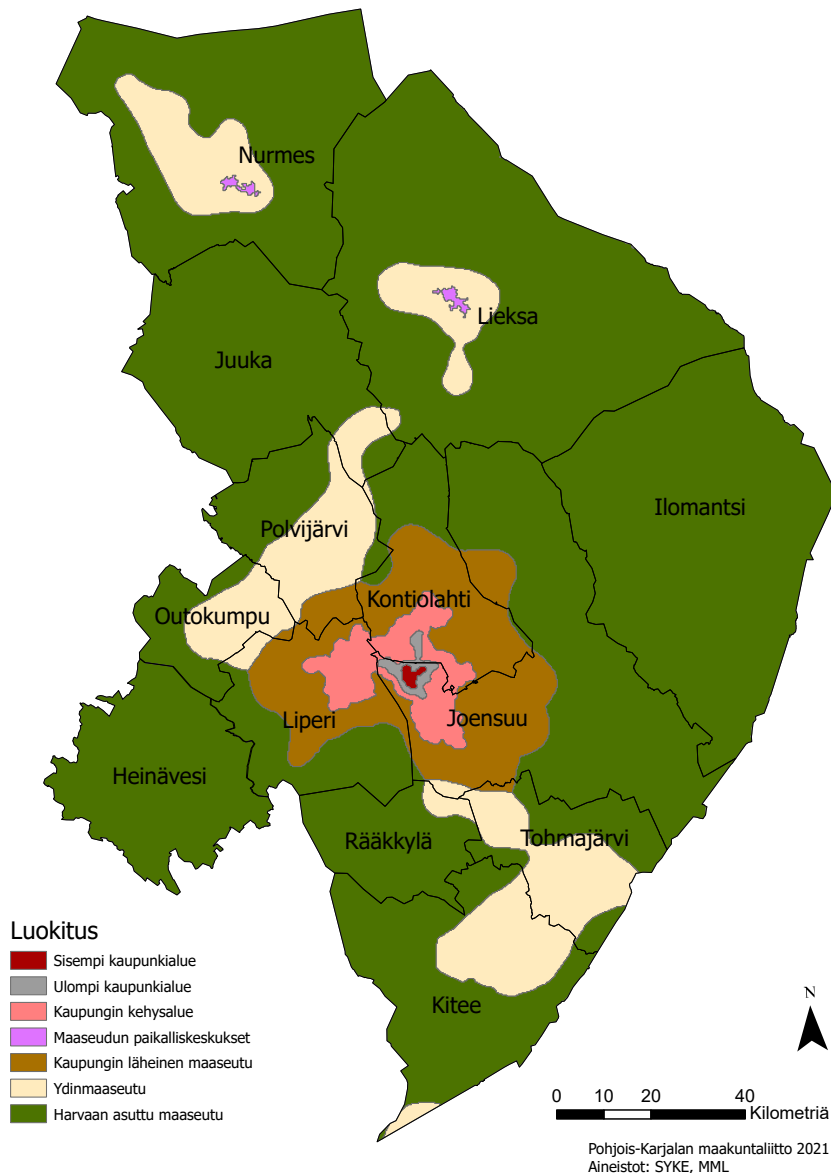 Nurmes
Lieksa
Juuka
Ilomantsi
Polvijärvi
Kontiolahti
Outokumpu
Liperi
Joensuu
Heinävesi
Rääkkylä
Tohmajärvi
Kitee
Luokitus
Sisempi kaupunkialue
Ulompi kaupunkialue
Kaupungin kehysalue
Maaseudun paikalliskeskukset
Kaupungin läheinen maaseutu
Ydinmaaseutu
Harvaan asuttu maaseutu
N
0 10 20 40
Kilometriä
Pohjois-Karjalan maakuntaliitto 2021
Aineistot: SYKE, MML